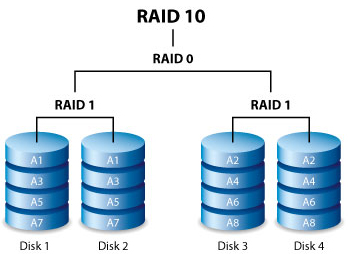 RAID 10
RAID 0
RAID 1 RAID 1
A1 A1 A2 A2
A3 A3 A4 A4
A5 A5 A6 A6
A7 A7 A8 A8
Disk 1 Disk 2 Disk 3 Disk 4